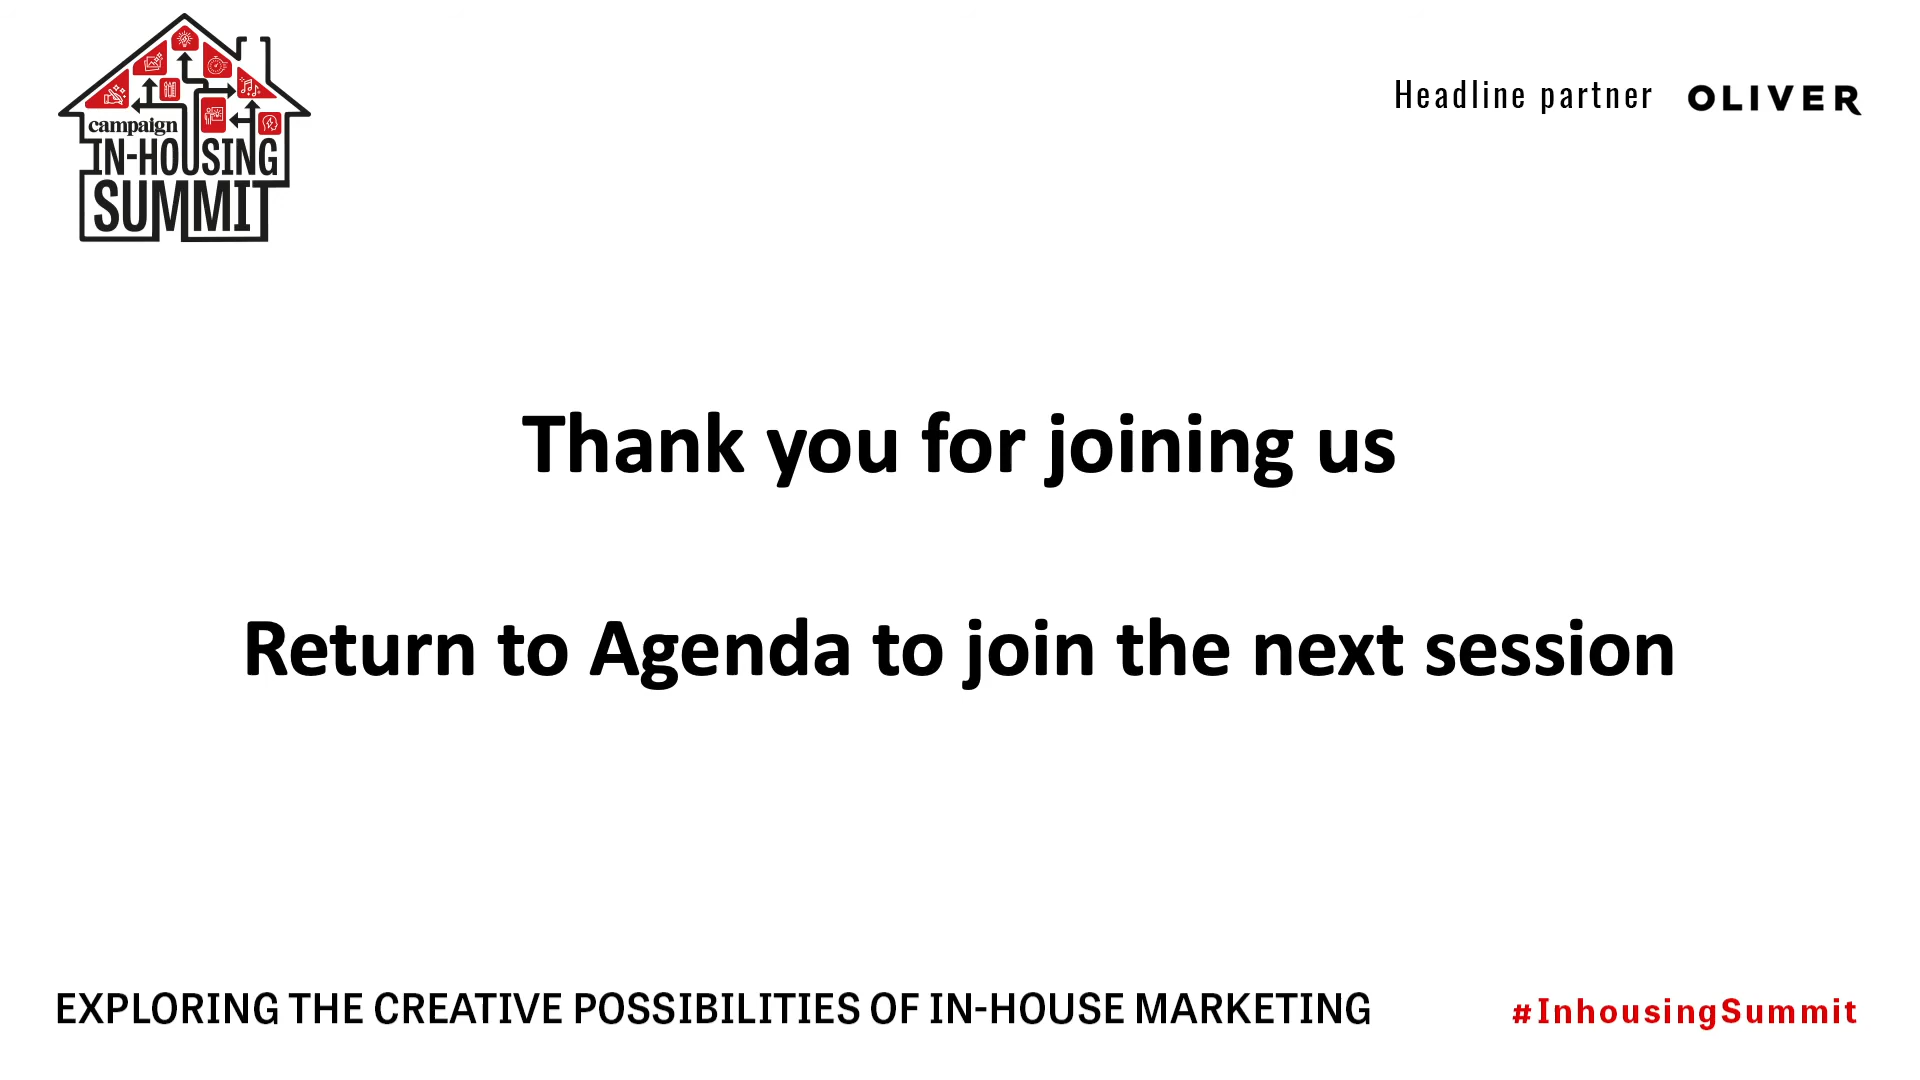 campaign
IN-HOUSING
SUMMIT
Headline partner OLIVER
Thank you for joining us
Return to Agenda to join the next session
EXPLORING THE CREATIVE POSSIBILITIES OF IN-HOUSE MARKETING
#InhousingSummit